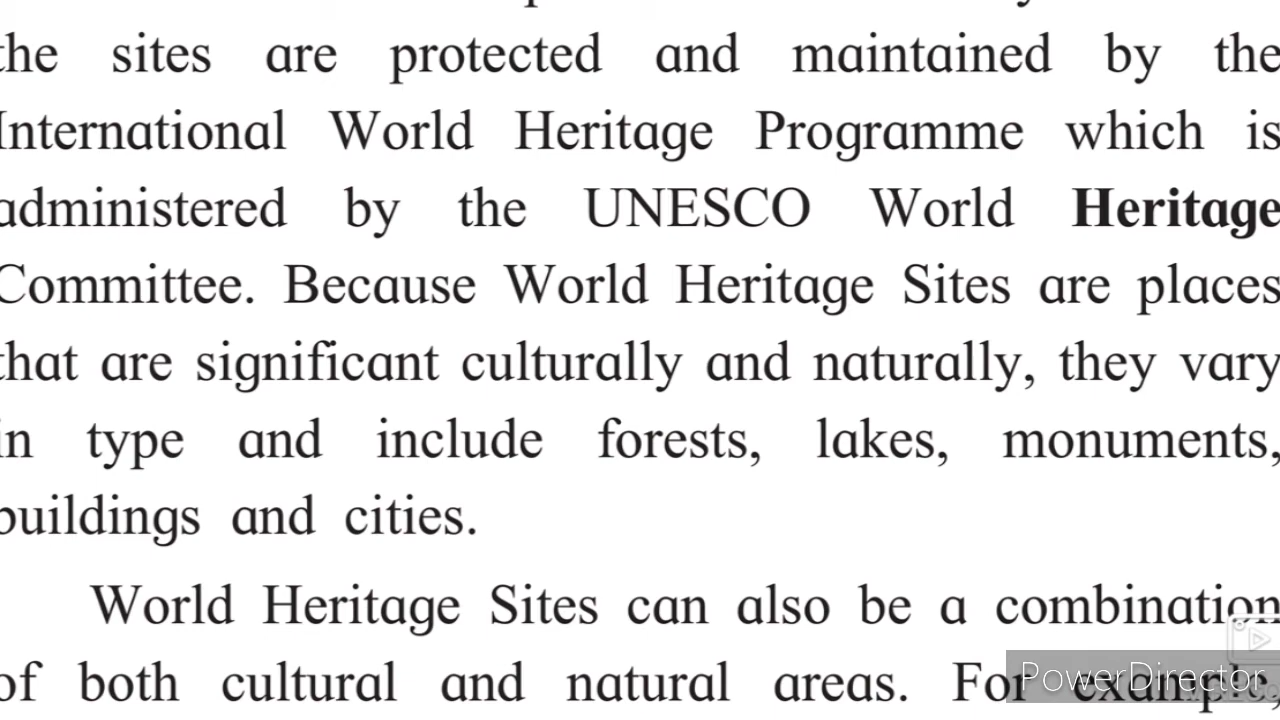 the sites are protected and maintained by the
International World Heritage Programme which is
administered by the UNESCO World Heritage
Committee. Because World Heritage Sites are places
that are significant culturally and naturally, they vary
in type and include forests, lakes, monuments,
buildings and cities.
World Heritage Sites can also be a combination
of both cultural and natural areas. For example,
PowerDirector